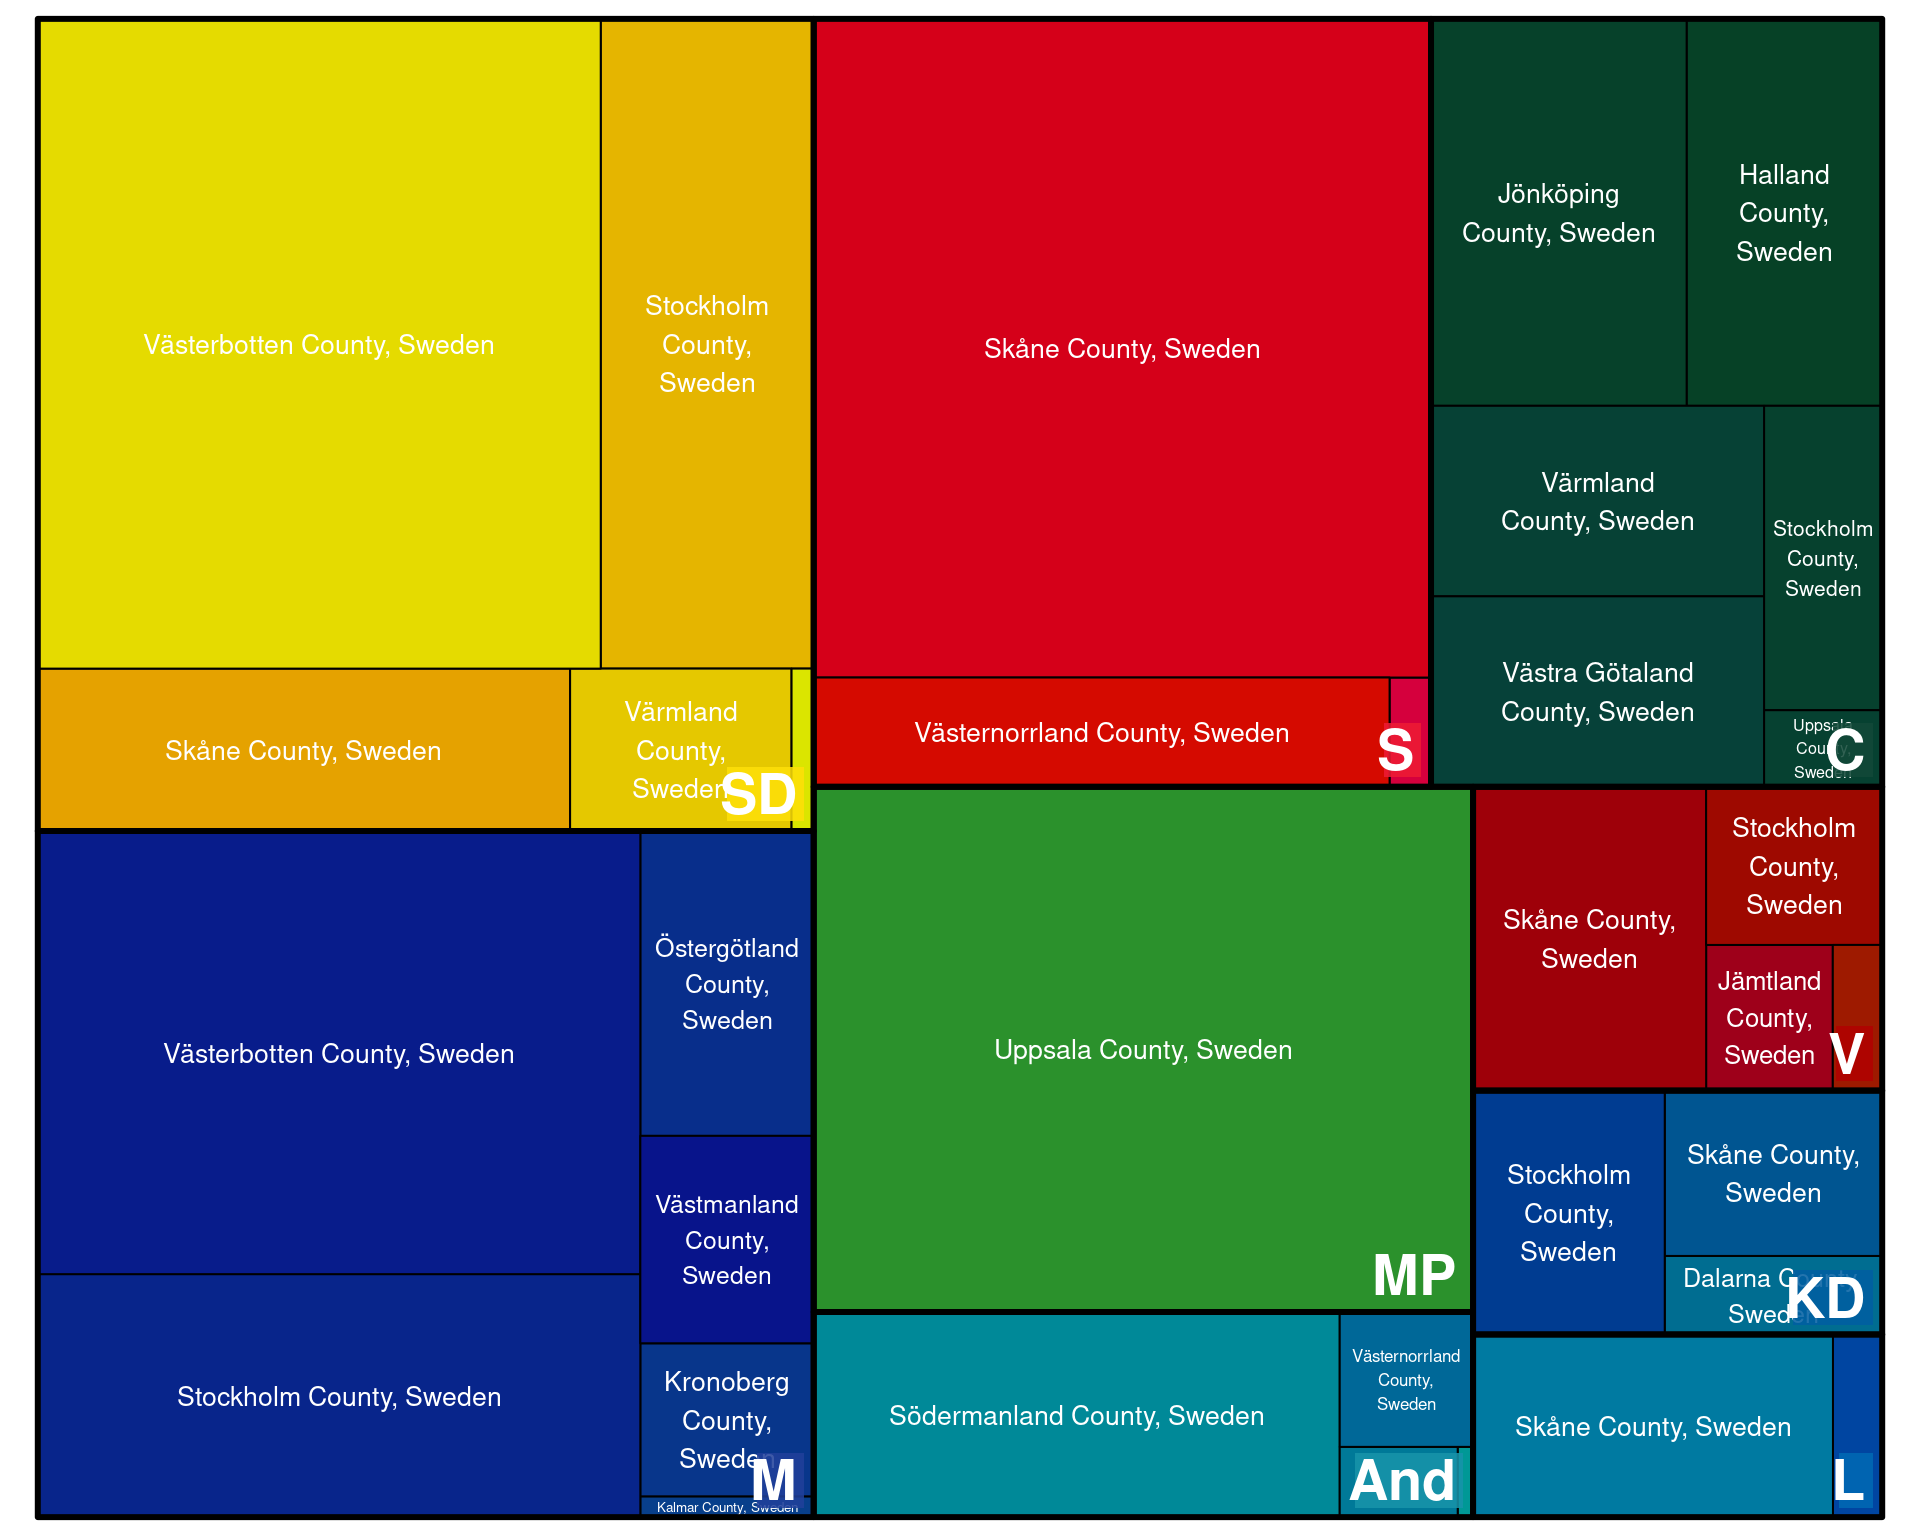 Västerbotten County, Sweden
Stockholm
County,
Sweden
Skåne County, Sweden
Värmland
County,
Sweden
SD
Skåne County, Sweden
Västernorrland County, Sweden
S
Jönköping
County, Sweden
Halland
County,
Sweden
Värmland
County, Sweden
Stockholm
County,
Sweden
Västra Götaland
County, Sweden
Uppsala
County,
Sweden
C
Västerbotten County, Sweden
Östergötland
County,
Sweden
Västmanland
County,
Sweden
Stockholm County, Sweden
Kronoberg
County,
Sweden
Kalmar County, Sweden
M
Uppsala County, Sweden
MP
Skåne County,
Sweden
Stockholm
County,
Sweden
Jämtland
County,
Sweden
V
Stockholm
County,
Sweden
Skåne County,
Sweden
Dalarna County,
Sweden
KD
Södermanland County, Sweden
Västernorrland
County,
Sweden
And
Skåne County, Sweden
L